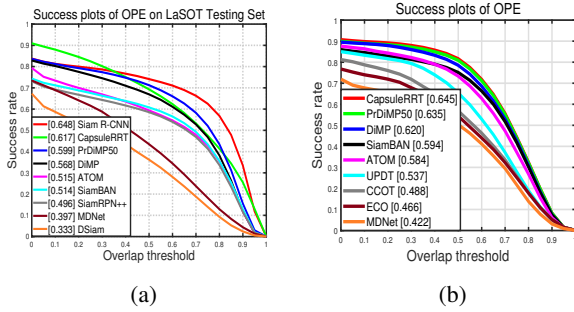 Success plots of OPE on LaSOT Testing Set
Success rate
1
0.9
0.8
0.7
0.6
0.5
0.4
0.3
0.2
0.1
0
[0.648] Siam R-CNN
[0.617] CapsuleRRT
[0.599] PrDiMP50
[0.568] DiMP
[0.515] ATOM
[0.514] SiamBAN
[0.496] SiamRPN++
[0.397] MDNet
[0.333] DSiam
0 0.1 0.2 0.3 0.4 0.5 0.6 0.7 0.8 0.9 1
Overlap threshold
(a)
Success plots of OPE
Success rate
1
0.9
0.8
0.7
0.6
0.5
0.4
0.3
0.2
0.1
0
CapsuleRRT [0.645]
PrDiMP50 [0.635]
DiMP [0.620]
SiamBAN [0.594]
ATOM [0.584]
UPDT [0.537]
CCOT [0.488]
ECO [0.466]
MDNet [0.422]
0 0.1 0.2 0.3 0.4 0.5 0.6 0.7 0.8 0.9 1
Overlap threshold
(b)